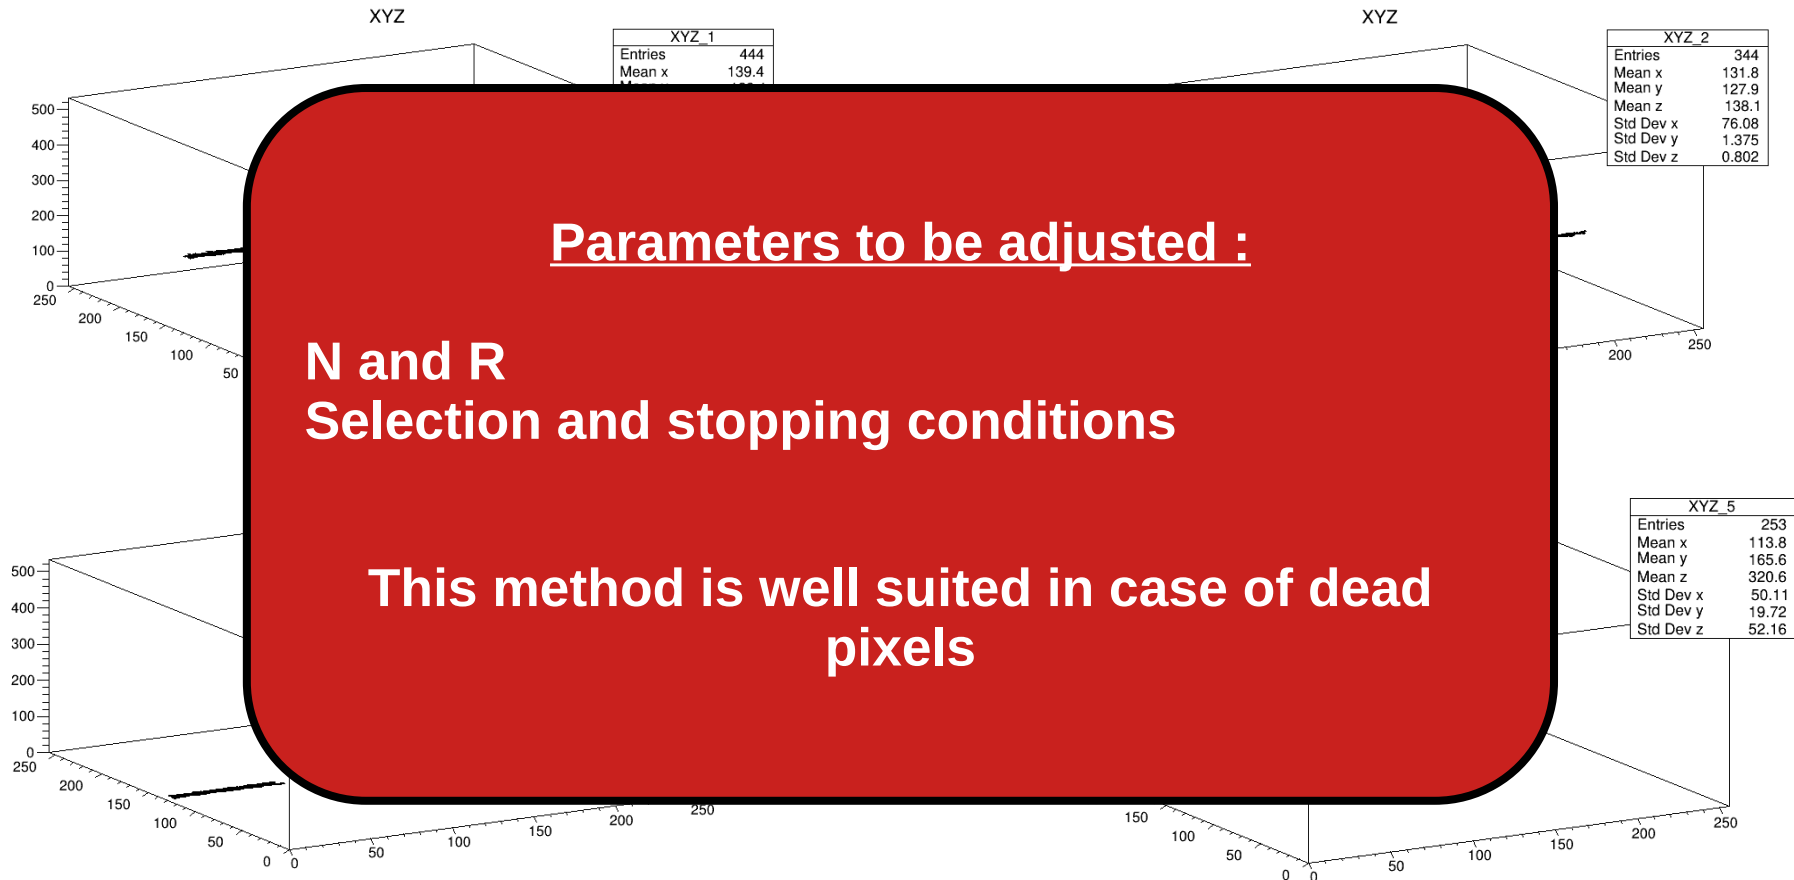 XYZ
XYZ_1
Entries 444
Mean x 139.4
500
400
300
200
100
0
250
200
150
100
50
XYZ
XYZ_2
Entries 344
Mean x 131.8
Mean y 127.9
Mean z 138.1
Std Dev x 76.08
Std Dev y 1.375
Std Dev z 0.802
200
250
Parameters to be adjusted :
N and R
Selection and stopping conditions
This method is well suited in case of dead
pixels
500
400
300
200
100
0
250
200
150
100
50
0
0
50
100
150
200
250
XYZ_5
Entries 253
Mean x 113.8
Mean y 165.6
Mean z 320.6
Std Dev x 50.11
Std Dev y 19.72
Std Dev z 52.16
150
100
50
0
0
50
100
150
200
250